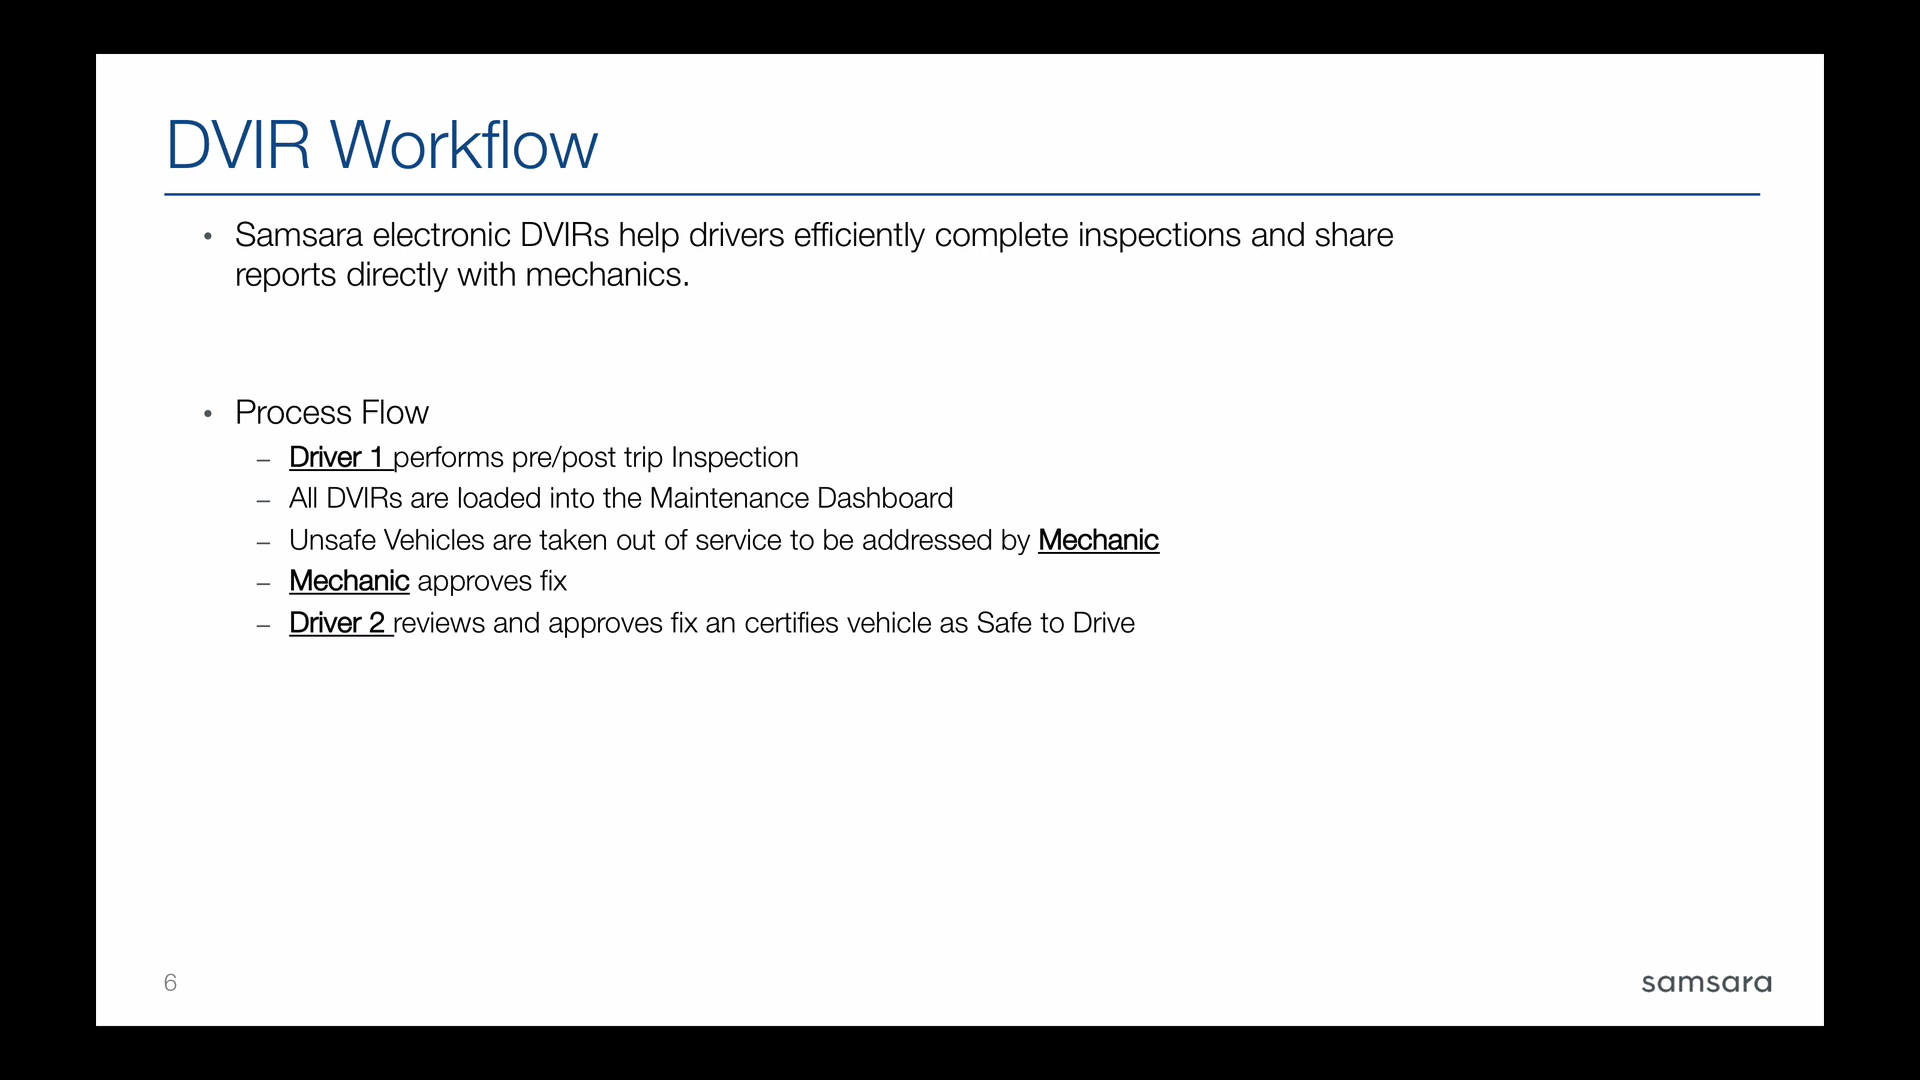 DVIR Workflow
• Samsara electronic DVIRs help drivers efficiently complete inspections and share
reports directly with mechanics.
• Process Flow
– Driver 1 performs pre/post trip Inspection
– All DVIRs are loaded into the Maintenance Dashboard
– Unsafe Vehicles are taken out of service to be addressed by Mechanic
– Mechanic approves fix
– Driver 2 reviews and approves fix an certifies vehicle as Safe to Drive
6
samsara